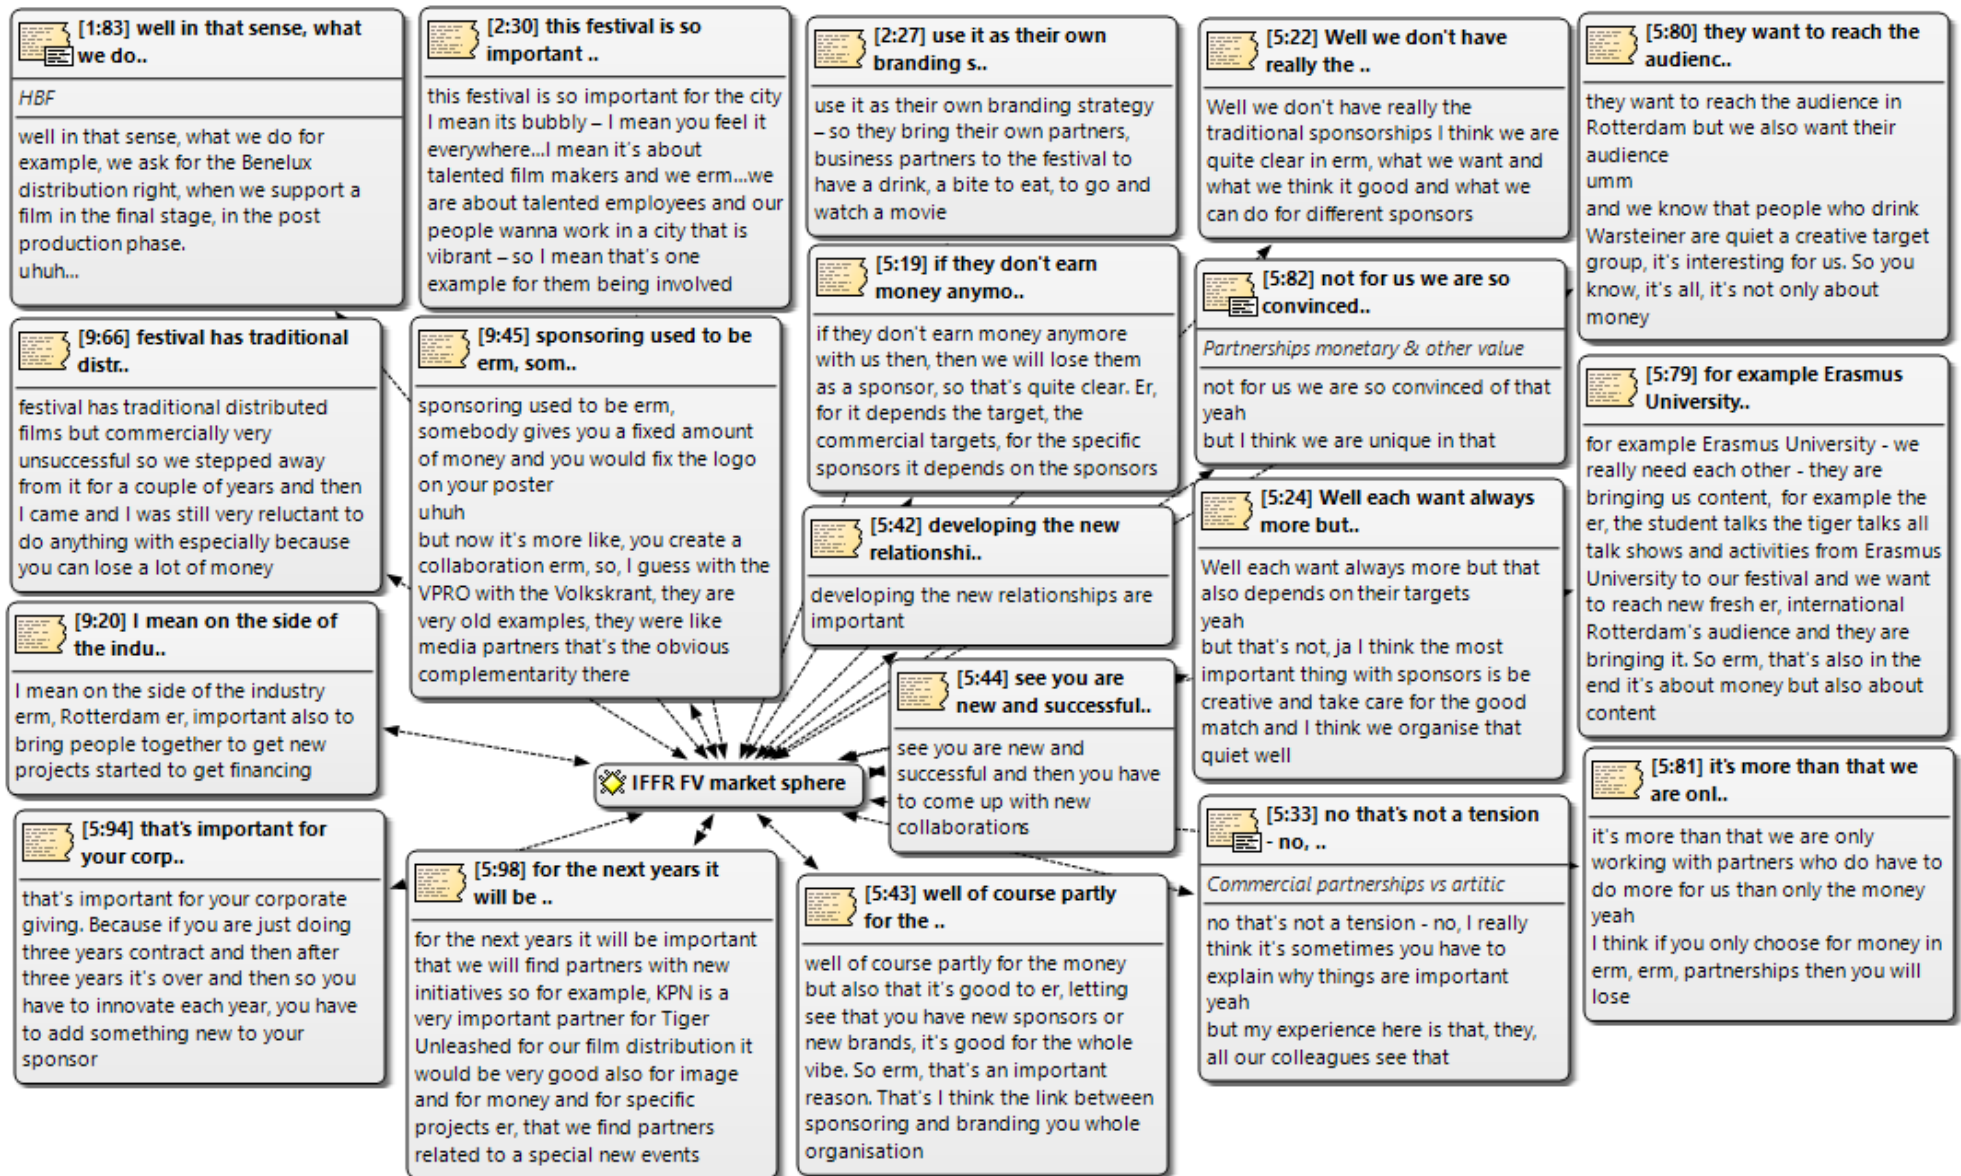 [1:83] well in that sense, what
we do..
HBF
well in that sense, what we do for
example, we ask for the Benelux
distribution right, when we support a
film in the final stage, in the post
production phase.
uhuh...
[2:30] this festival is so
important ..
this festival is so important for the city
I mean its bubbly – I mean you feel it
everywhere...I mean it's about
talented film makers and we erm...we
are about talented employees and our
people wanna work in a city that is
vibrant – so I mean that's one
example for them being involved
[2:27] use it as their own
branding s..
use it as their own branding strategy
– so they bring their own partners,
business partners to the festival to
have a drink, a bite to eat, to go and
watch a movie
[5:22] Well we don't have
really the ..
Well we don't have really the
traditional sponsorships I think we are
quite clear in erm, what we want and
what we think it good and what we
can do for different sponsors
[5:80] they want to reach the
audienc..
they want to reach the audience in
Rotterdam but we also want their
audience
umm
and we know that people who drink
Warsteiner are quiet a creative target
group, it's interesting for us. So you
know, it's all, it's not only about
money
[9:66] festival has traditional
distr..
festival has traditional distributed
films but commercially very
unsuccessful so we stepped away
from it for a couple of years and then
I came and I was still very reluctant to
do anything with especially because
you can lose a lot of money
[9:45] sponsoring used to be
erm, som..
sponsoring used to be erm,
somebody gives you a fixed amount
of money and you would fix the logo
on your poster
uhuh
but now it's more like, you create a
collaboration erm, so, I guess with the
VPRO with the Volkskrant, they are
very old examples, they were like
media partners that's the obvious
complementarity there
[5:19] if they don't earn
money anymo..
if they don't earn money anymore
with us then, then we will lose them
as a sponsor, so that's quite clear. Er,
for it depends the target, the
commercial targets, for the specific
sponsors it depends on the sponsors
[5:82] not for us we are so
convinced..
Partnerships monetary & other value
not for us we are so convinced of that
yeah
but I think we are unique in that
[5:79] for example Erasmus
University..
for example Erasmus University - we
really need each other - they are
bringing us content, for example the
er, the student talks the tiger talks all
talk shows and activities from Erasmus
University to our festival and we want
to reach new fresh er, international
Rotterdam's audience and they are
bringing it. So erm, that's also in the
end it's about money but also about
content
[5:42] developing the new
relationshi..
developing the new relationships are
important
[5:24] Well each want always
more but..
Well each want always more but that
also depends on their targets
yeah
but that's not, ja I think the most
important thing with sponsors is be
creative and take care for the good
match and I think we organise that
quiet well
[9:20] I mean on the side of
the indu..
I mean on the side of the industry
erm, Rotterdam er, important also to
bring people together to get new
projects started to get financing
[5:44] see you are
new and successful..
see you are new and
successful and then you have
to come up with new
collaborations
IFFR FV market sphere
[5:81] it's more than that we
are onl..
it's more than that we are only
working with partners who do have to
do more for us than only the money
yeah
I think if you only choose for money in
erm, erm, partnerships then you will
lose
[5:94] that's important for
your corp..
that's important for your corporate
giving. Because if you are just doing
three years contract and then after
three years it's over and then so you
have to innovate each year, you have
to add something new to your
sponsor
[5:98] for the next years it
will be ..
for the next years it will be important
that we will find partners with new
initiatives so for example, KPN is a
very important partner for Tiger
Unleashed for our film distribution it
would be very good also for image
and for money and for specific
projects er, that we find partners
related to a special new events
[5:43] well of course partly
for the ..
well of course partly for the money
but also that it's good to er, letting
see that you have new sponsors or
new brands, it's good for the whole
vibe. So erm, that's an important
reason. That's I think the link between
sponsoring and branding you whole
organisation
[5:33] no that's not a tension
- no, ..
Commercial partnerships vs artitic
no that's not a tension - no, I really
think it's sometimes you have to
explain why things are important
yeah
but my experience here is that, they,
all our colleagues see that